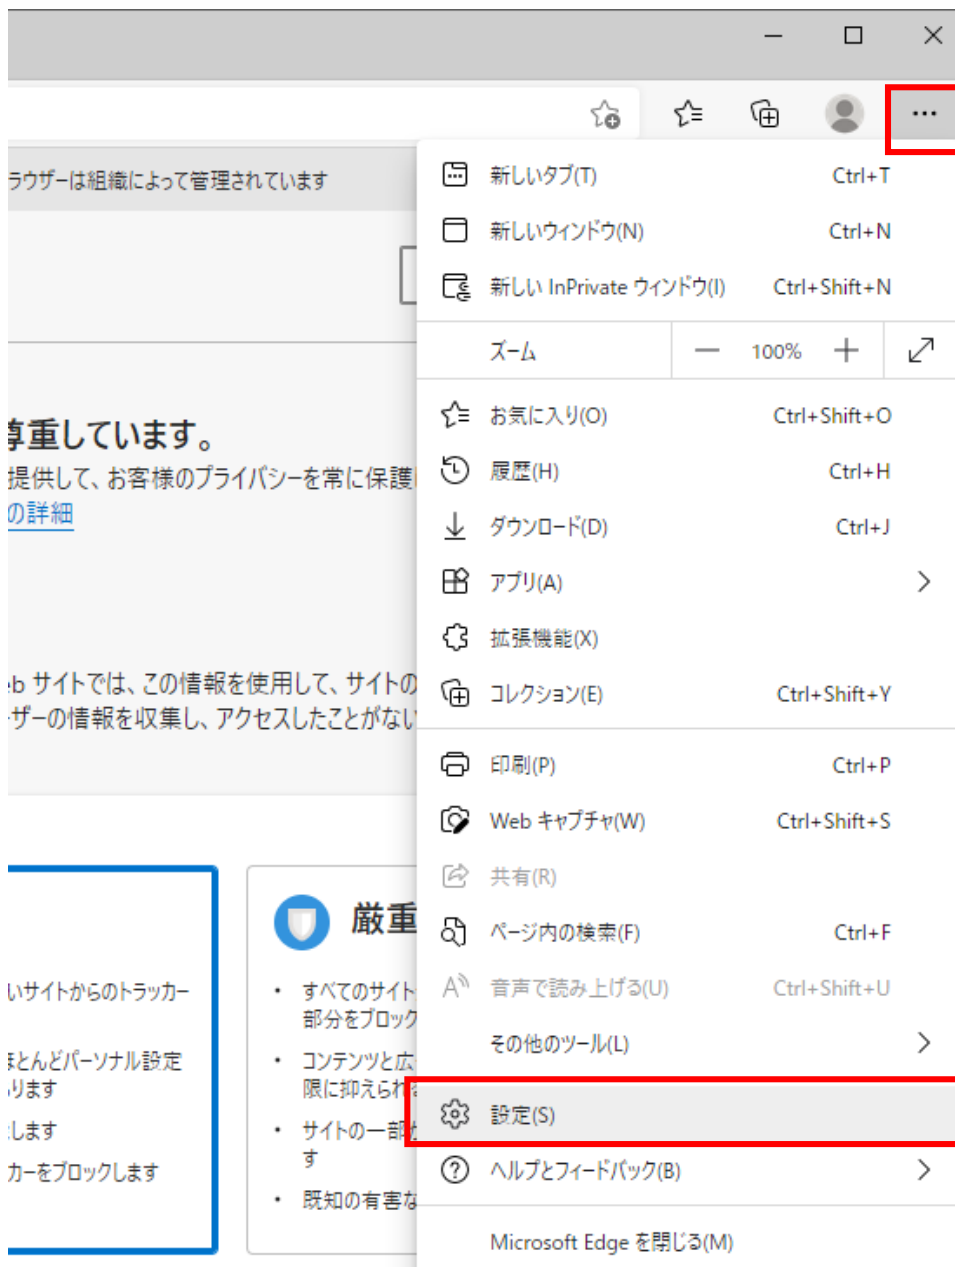 ラウザーは組織によって管理されています
尊重しています。
提供して、お客様のプライバシーを常に保護
の詳細
eb サイトでは、この情報を使用して、サイトの
ーザーの情報を収集し、アクセスしたことがない
いサイトからのトラッカー
ほとんどパーソナル設定
ります
します
カーをブロックします
厳重
• すべてのサイト
部分をブロック
• コンテンツと広
限に抑えられ
• サイトの一部
す
• 既知の有害な
新しいタブ(T) Ctrl+T
新しいウィンドウ(N) Ctrl+N
新しい InPrivate ウィンドウ(I) Ctrl+Shift+N
ズーム — 100% +
お気に入り(O) Ctrl+Shift+O
履歴(H) Ctrl+H
ダウンロード(D) Ctrl+J
アプリ(A)
拡張機能(X)
コレクション(E) Ctrl+Shift+Y
印刷(P) Ctrl+P
Web キャプチャ(W) Ctrl+Shift+S
共有(R)
ページ内の検索(F) Ctrl+F
音声で読み上げる(U) Ctrl+Shift+U
その他のツール(L)
設定(S)
ヘルプとフィードバック(B)
Microsoft Edge を閉じる(M)